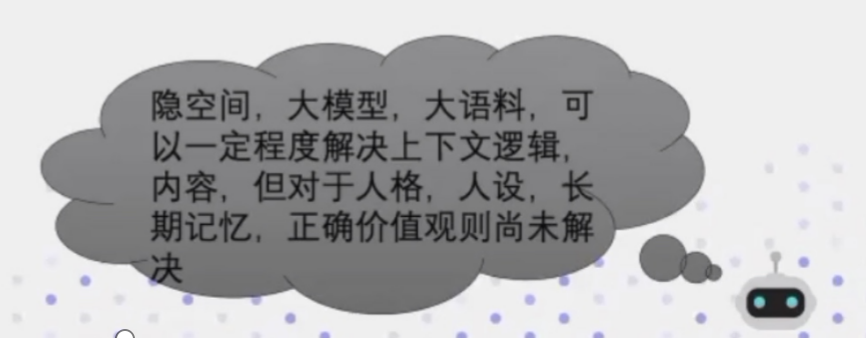 隐空间，大模型，大语料，可
以一定程度解决上下文逻辑，
内容，但对于人格，人设，长
期记忆，正确价值观则尚未解
决